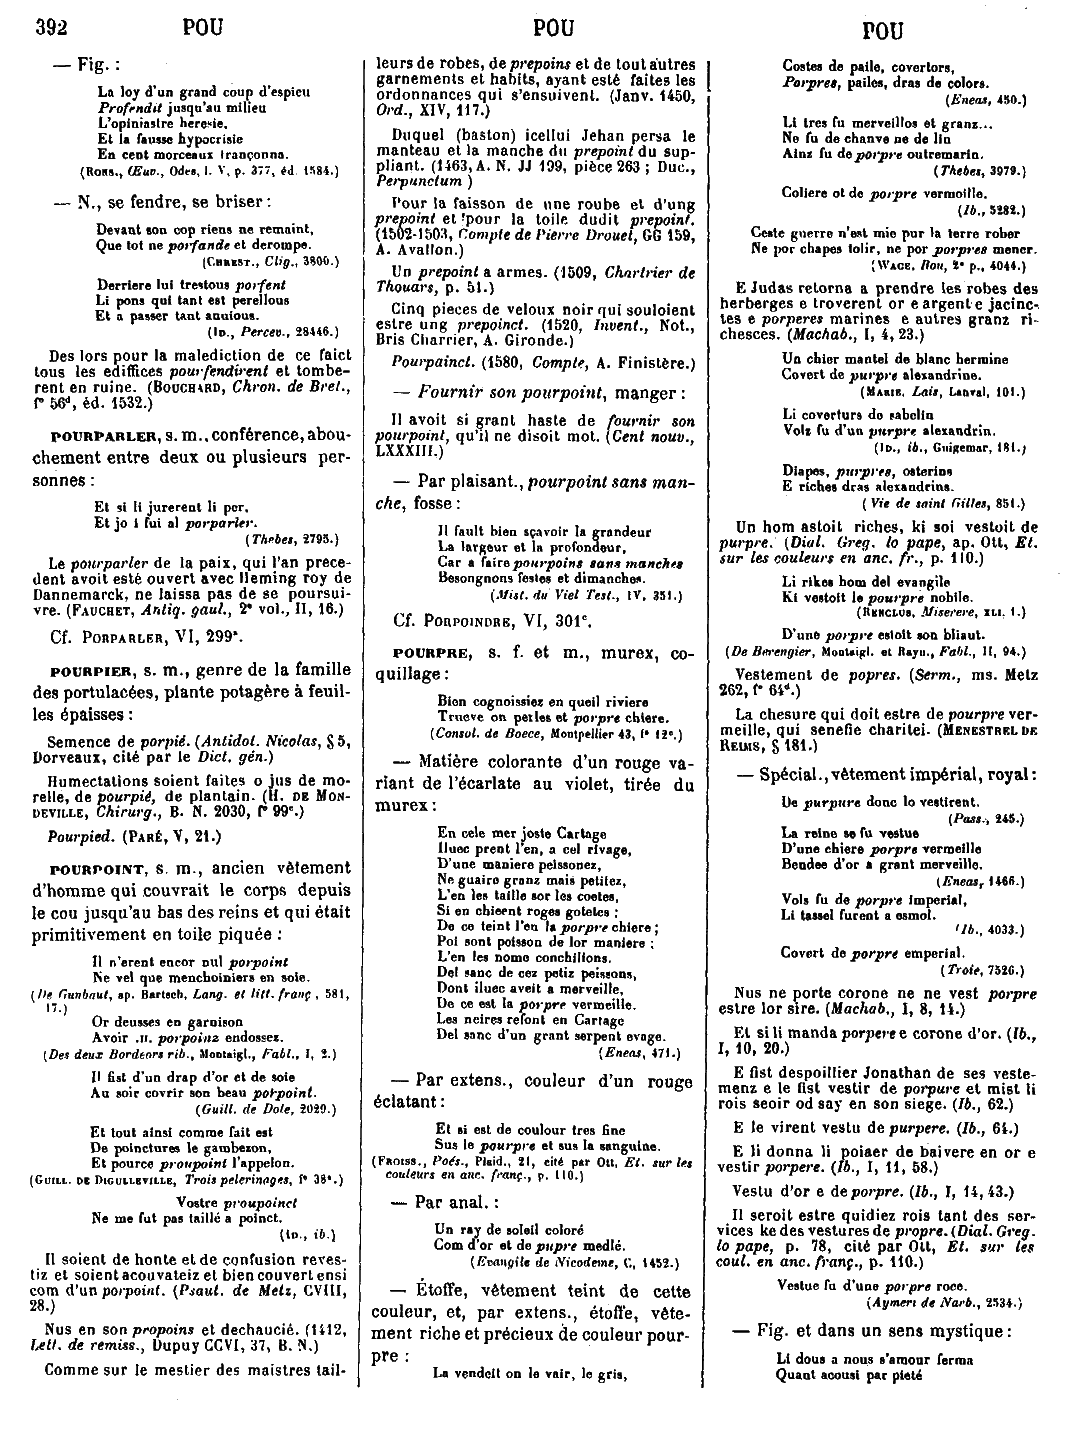 392 POU POU POU
— Fig. :
La loy d'un grand coup d'espieu
Profendit jusqu'au milieu
L'opiniastre heresie,
Et la fausse hypocrisie
En cent morceaux trançonna.
(Rons., Œuv., Odes, l. V, p. 377, éd. 1584.)
— N., se fendre, se briser :
Devant son cop riens ne remaint,
Que tot ne porfande et derompe.
(Chrest., Clig., 3800.)
Derriere lui trestous porfent
Li pons qui tant est perellous
Et a passer tant anuious.
(Id., Percev., 28446.)
Des lors pour la malediction de ce faict
tous les ediffices pourfendirent et tombe-
rent en ruine. (Bouchard, Chron. de Bret.,
f° 56ᵈ, éd. 1532.)
POURPARLER, s. m., conférence, abou-
chement entre deux ou plusieurs per-
sonnes :
Et si li jurerent li per,
Et jo i fui al porparler.
(Thebes, 2795.)
Le pourparler de la paix, qui l'an prece-
dent avoit esté ouvert avec Heming roy de
Dannemarck, ne laissa pas de se poursui-
vre. (Fauchet, Antiq. gaul., 2ᵉ vol., II, 16.)
Cf. Porparler, VI, 299ᵃ.
POURPIER, s. m., genre de la famille
des portulacées, plante potagère à feuil-
les épaisses :
Semence de porpié. (Antidot. Nicolas, § 5,
Dorveaux, cité par le Dict. gén.)
Humectations soient faites o jus de mo-
relle, de pourpié, de plantain. (H. de Mon-
deville, Chirurg., B. N. 2030, f° 99ᶜ.)
Pourpied. (Paré, V, 21.)
POURPOINT, s. m., ancien vêtement
d'homme qui couvrait le corps depuis
le cou jusqu'au bas des reins et qui était
primitivement en toile piquée :
Il n'erent encor nul porpoint
Ne vel que menchoiniers en soie.
(De Gunbaut, ap. Bartsch, Lang. et litt. franç , 581,
17.)
Or deusses en garnison
Avoir .II. porpoinz endossez.
(Des deux Bordeors rib., Montaigl., Fabl., I, 2.)
Il fist d'un drap d'or et de soie
Au soir covrir son beau porpoint.
(Guill. de Dole, 2029.)
Et tout ainsi comme fait est
De poinctures le gambezon,
Et pource proupoint l'appelon.
(Guill. de Digulleville, Trois pelerinages, f° 38ᵃ.)
Vostre proupoinct
Ne me fut pas taillé a poinct.
(Id., ib.)
Il soient de honte et de confusion reves-
tiz et soient acouvateiz et bien couvert ensi
com d'un porpoint. (Psaut. de Metz, CVIII,
28.)
Nus en son propoins et dechaucié. (1412,
Lett. de remiss., Dupuy CCVI, 37, B. N.)
Comme sur le mestier des maistres tail-
leurs de robes, de prepoins et de tout autres
garnements et habits, ayant esté faites les
ordonnances qui s'ensuivent. (Janv. 1450,
Ord., XIV, 117.)
Duquel (baston) icellui Jehan persa le
manteau et la manche du prepoint du sup-
pliant. (1463, A. N. JJ 199, pièce 263 ; Duc.,
Perpunctum )
Pour la faisson de une roube et d'ung
prepoint et pour la toile dudit prepoint.
(1502-1503, Compte de Pierre Drouet, GG 159,
A. Avallon.)
Un prepoint a armes. (1509, Chartrier de
Thouars, p. 51.)
Cinq pieces de veloux noir qui souloient
estre ung prepoinct. (1520, Invent., Not.,
Bris Charrier, A. Gironde.)
Pourpainct. (1580, Compte, A. Finistère.)
— Fournir son pourpoint, manger :
Il avoit si grant haste de fournir son
pourpoint, qu'il ne disoit mot. (Cent nouv.,
LXXXIII.)
— Par plaisant., pourpoint sans man-
che, fosse :
Il fault bien sçavoir la grandeur
La largeur et la profondeur,
Car a faire pourpoins sans manches
Besongnons festes et dimanches.
(Mist. du Viel Test., IV, 351.)
Cf. Porpoindre, VI, 301ᶜ.
POURPRE, s. f. et m., murex, co-
quillage :
Bien cognoissiez en queil riviere
Trueve on perles et porpre chiere.
(Consol. de Boece, Montpellier 43, f° 12ᵉ.)
— Matière colorante d'un rouge va-
riant de l'écarlate au violet, tirée du
murex :
En cele mer joste Cartage
Iluec prent l'en, a cel rivage,
D'une maniere peissonez,
Ne guaire granz mais petitez,
L'en les taille sor les coetes,
Si en chieent roges gotetes ;
De ce teint l'en la porpre chiere ;
Poi sont poisson de lor maniere ;
L'en les nome conchilions.
Del sanc de cez petiz peissons,
Dont iluec aveit a merveille,
De ce est la porpre vermeille.
Les neires refont en Cartage
Del sanc d'un grant serpent evage.
(Eneas, 471.)
— Par extens., couleur d'un rouge
éclatant :
Et si est de coulour tres fine
Sus le pourpre et sus la sanguine.
(Froiss., Poés., Plaid., 21, cité par Ott, Et. sur les
couleurs en anc. franç., p. 110.)
— Par anal. :
Un ray de soleil coloré
Com d'or et de pupre medlé.
(Evangile de Nicodeme, C, 1452.)
— Étoffe, vêtement teint de cette
couleur, et, par extens., étoffe, vête-
ment riche et précieux de couleur pour-
pre :
La vendeit on le vair, le gris,
Costes de paile, covertors,
Porpres, pailes, dras de colors.
(Eneas, 450.)
Li tres fu merveillos et granz...
Ne fu de chanve ne de lin
Ainz fu de porpre outremarin.
(Thebes, 3979.)
Coliere ot de porpre vermoille.
(Ib., 5282.)
Ceste guerre n'est mie pur la terre rober
Ne por chapes tolir, ne por porpres mener.
(Wace, Rou, 2ᵉ p., 4044.)
E Judas retorna a prendre les robes des
herberges e troverent or e argent e jacinc-
tes e porperes marines e autres granz ri-
chesces. (Machab., I, 4, 23.)
Un chier mantel de blanc hermine
Covert de purpre alexandrine.
(Marie, Lais, Lanval, 101.)
Li coverturs do sabelin
Volz fu d'un purpre alexandrin.
(Id., ib., Guigemar, 181.)
Diapes, purpres, osterins
E riches dras alexandrins.
(Vie de saint Gilles, 851.)
Un hom astoit riches, ki soi vestoit de
purpre. (Dial. Greg. lo pape, ap. Ott, Et.
sur les couleurs en anc. fr., p. 110.)
Li rikes hom del evangile
Ki vestoit le pourpre nobile.
(Renclus, Miserere, XLI, 1.)
D'une porpre estoit son bliaut.
(De Berengier, Montaigl. et Rayn., Fabl., II, 94.)
Vestement de popres. (Serm., ms. Metz
262, f° 64ᵈ.)
La chesure qui doit estre de pourpre ver-
meille, qui senefie charitei. (Menestrel de
Reims, § 181.)
— Spécial., vêtement impérial, royal :
De purpure donc lo vestirent.
(Pass., 245.)
La reine se fu vestue
D'une chiere porpre vermeille
Bendee d'or a grant merveille.
(Eneas, 1466.)
Vols fu de porpre imperial,
Li tassel furent a esmol.
(Ib., 4033.)
Covert de porpre emperial.
(Troie, 7526.)
Nus ne porte corone ne ne vest porpre
estre lor sire. (Machab., I, 8, 14.)
Et si li manda porpere e corone d'or. (Ib.,
I, 10, 20.)
E fist despoillier Jonathan de ses veste-
menz e le fist vestir de porpure et mist li
rois seoir od say en son siege. (Ib., 62.)
E le virent vestu de purpere. (Ib., 64.)
E li donna li poiaer de baivere en or e
vestir porpere. (Ib., I, 11, 58.)
Vestu d'or e de porpre. (Ib., I, 14, 43.)
Il seroit estre quidiez rois tant des ser-
vices ke des vestures de propre. (Dial. Greg.
lo pape, p. 78, cité par Ott, Et. sur les
coul. en anc. franç., p. 110.)
Vestue fu d'une porpre roee.
(Aymeri de Narb., 2534.)
— Fig. et dans un sens mystique :
Li dous a nous s'amour ferma
Quant acousi par pieté